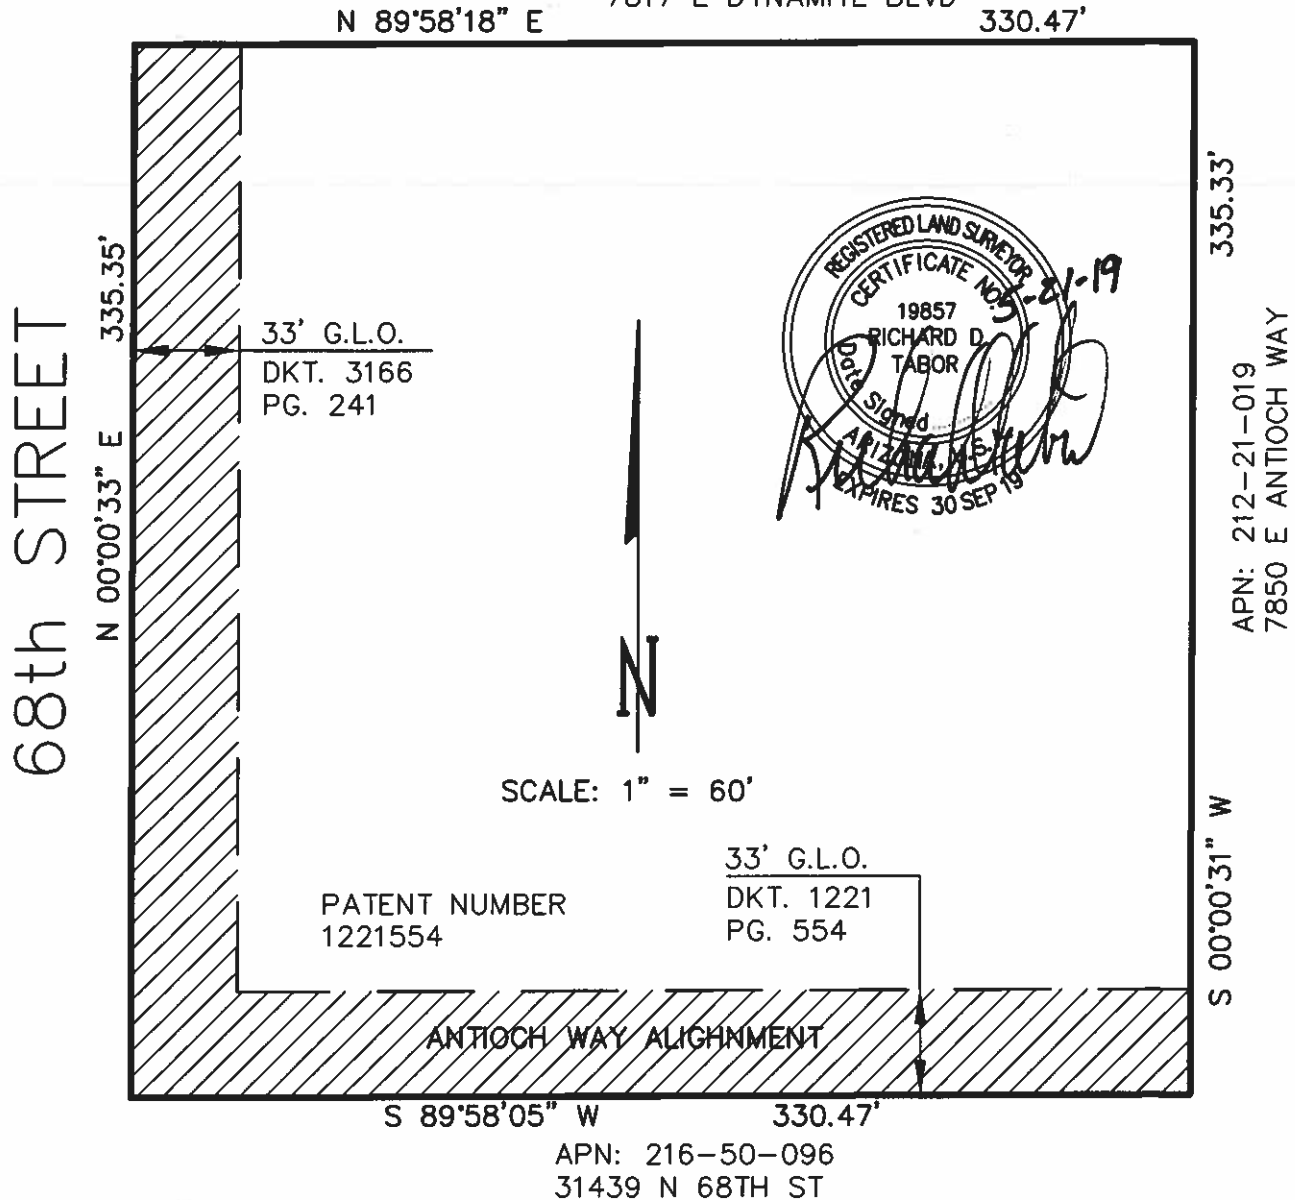 7817 E DYNAMITE BLVD
N 89°58'18" E 330.47'
335.35'
N 00°00'33" E
68th STREET
33' G.L.O.
DKT. 3166
PG. 241
REGISTERED LAND SURVEYOR
CERTIFICATE NO.
19857
RICHARD D.
TABOR
Date Signed
5-21-19
ARIZONA, U.S.A.
EXPIRES 30 SEP 19
335.33'
APN: 212-21-019
7850 E ANTIOCH WAY
N
SCALE: 1" = 60'
S 00°00'31" W
33' G.L.O.
DKT. 1221
PG. 554
PATENT NUMBER
1221554
ANTIOCH WAY ALIGHNMENT
S 89°58'05" W 330.47'
APN: 216-50-096
31439 N 68TH ST